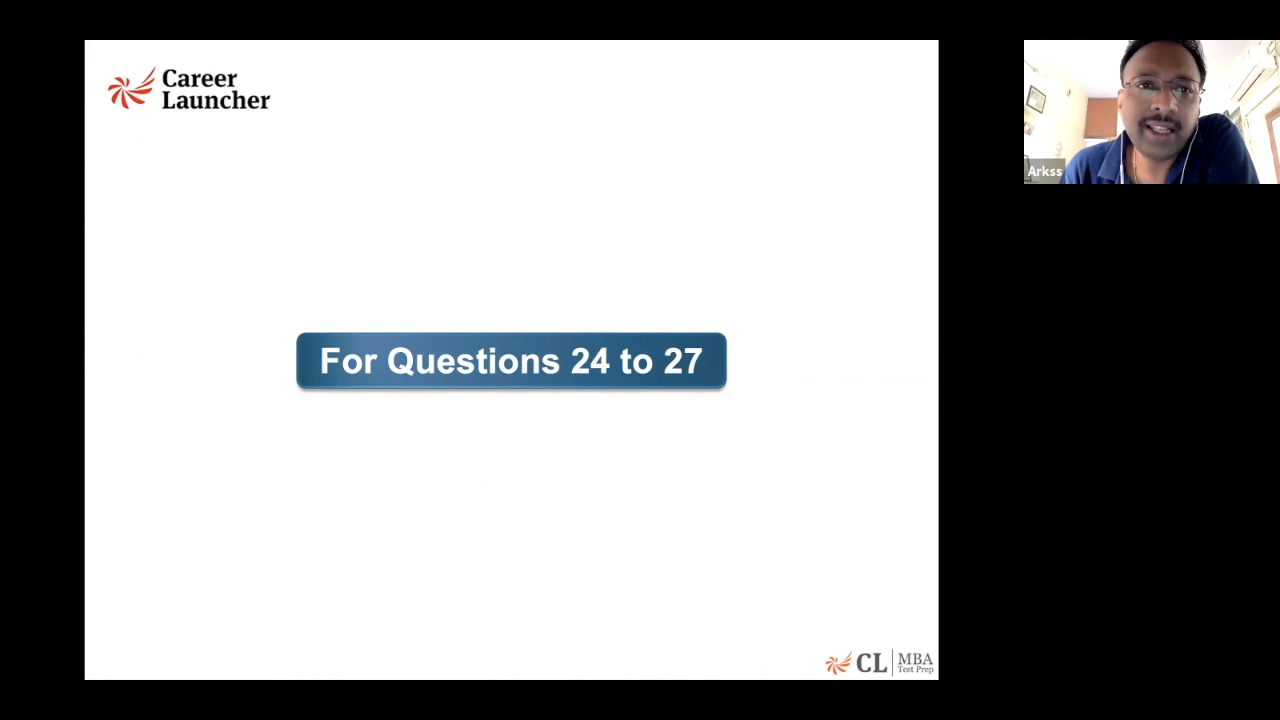 Career
Launcher
Arkss
For Questions 24 to 27
CL MBA
Test Prep